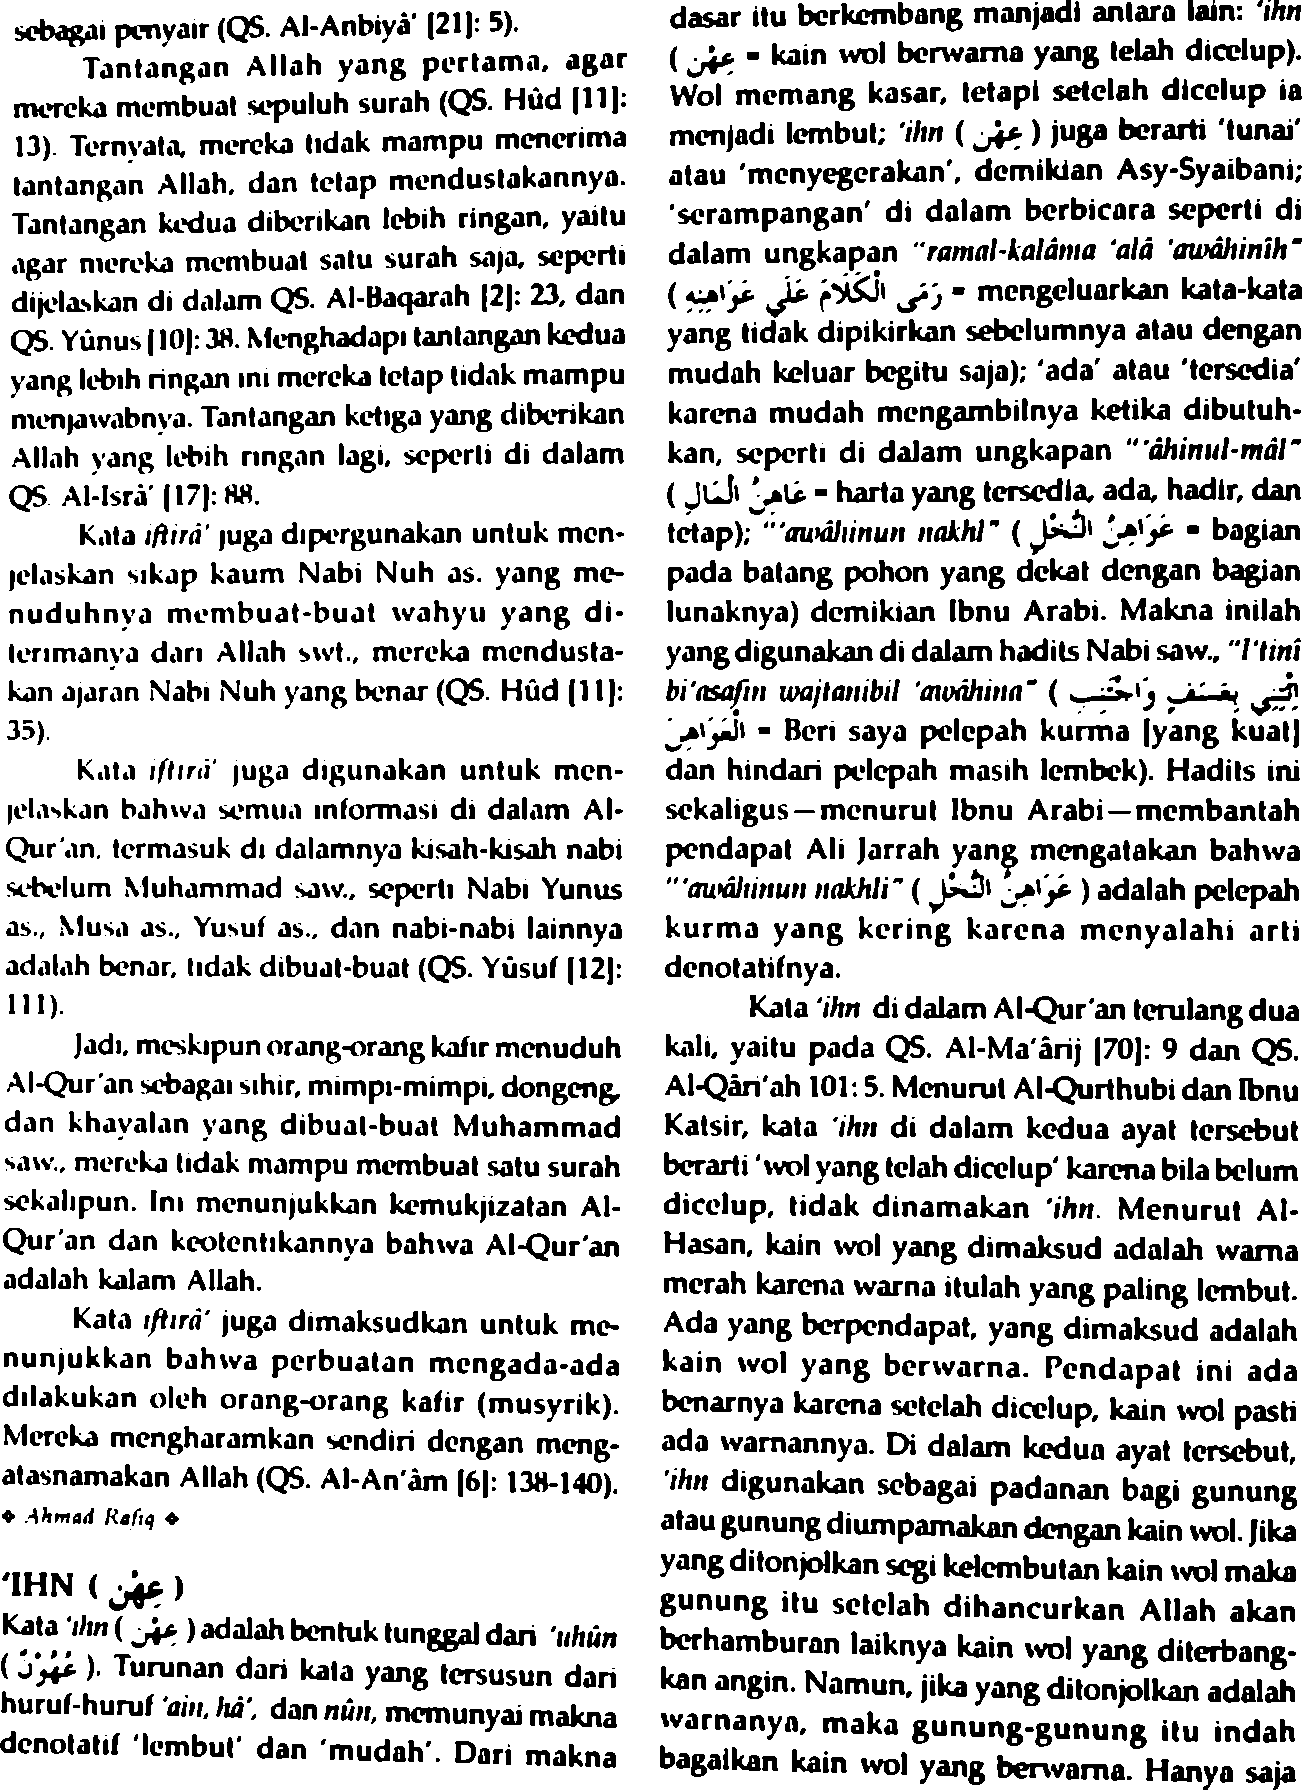 sebagai penyair (QS. Al-Anbiyâ' [21]: 5).
Tantangan Allah yang pertama, agar
mereka membuat sepuluh surah (QS. Hûd [11]:
13). Ternyata, mereka tidak mampu menerima
tantangan Allah, dan tetap mendustakannya.
Tantangan kedua diberikan lebih ringan, yaitu
agar mereka membuat satu surah saja, seperti
dijelaskan di dalam QS. Al-Baqarah [2]: 23, dan
QS. Yûnus [10]: 38. Menghadapi tantangan kedua
yang lebih ringan ini mereka tetap tidak mampu
menjawabnya. Tantangan ketiga yang diberikan
Allah yang lebih ringan lagi, seperti di dalam
QS. Al-Isrâ' [17]: 88.
Kata iftirâ' juga dipergunakan untuk men-
jelaskan sikap kaum Nabi Nuh as. yang me-
nuduhnya membuat-buat wahyu yang di-
terimanya dari Allah swt., mereka mendusta-
kan ajaran Nabi Nuh yang benar (QS. Hûd [11]:
35).
Kata iftirâ' juga digunakan untuk men-
jelaskan bahwa semua informasi di dalam Al-
Qur'an, termasuk di dalamnya kisah-kisah nabi
sebelum Muhammad saw., seperti Nabi Yunus
as., Musa as., Yusuf as., dan nabi-nabi lainnya
adalah benar, tidak dibuat-buat (QS. Yûsuf [12]:
111).
Jadi, meskipun orang-orang kafir menuduh
Al-Qur'an sebagai sihir, mimpi-mimpi, dongeng,
dan khayalan yang dibuat-buat Muhammad
saw., mereka tidak mampu membuat satu surah
sekalipun. Ini menunjukkan kemukjizatan Al-
Qur'an dan keotentikannya bahwa Al-Qur'an
adalah kalam Allah.
Kata iftirâ' juga dimaksudkan untuk me-
nunjukkan bahwa perbuatan mengada-ada
dilakukan oleh orang-orang kafir (musyrik).
Mereka mengharamkan sendiri dengan meng-
atasnamakan Allah (QS. Al-An'âm [6]: 138-140).
◆ Ahmad Rafiq ◆
'IHN ( عِهْن )
Kata 'ihn ( عِهْن ) adalah bentuk tunggal dari 'uhûn
( عُهُوْن ). Turunan dari kata yang tersusun dari
huruf-huruf 'ain, hâ', dan nûn, memunyai makna
denotatif 'lembut' dan 'mudah'. Dari makna
dasar itu berkembang manjadi antara lain: 'ihn
( عِهْن = kain wol berwarna yang telah dicelup).
Wol memang kasar, tetapi setelah dicelup ia
menjadi lembut; 'ihn ( عِهْن ) juga berarti 'tunai'
atau 'menyegerakan', demikian Asy-Syaibani;
'serampangan' di dalam berbicara seperti di
dalam ungkapan "ramal-kalâma 'alâ 'awâhinîh"
( رَمَى الْكَلَامَ عَلَي عَوَاهِنِهِ = mengeluarkan kata-kata
yang tidak dipikirkan sebelumnya atau dengan
mudah keluar begitu saja); 'ada' atau 'tersedia'
karena mudah mengambilnya ketika dibutuh-
kan, seperti di dalam ungkapan "'âhinul-mâl"
( عَاهِنُ الْمَالِ = harta yang tersedia, ada, hadir, dan
tetap); "'awâhinun nakhl" ( عَوَاهِنُ النَّخْلِ = bagian
pada batang pohon yang dekat dengan bagian
lunaknya) demikian Ibnu Arabi. Makna inilah
yang digunakan di dalam hadits Nabi saw., "I'tinî
bi'asafin wajtanibil 'awâhina" ( ائْتِنِي بِعَسَفٍ وَاجْتَنِبِ
الْعَوَاهِنَ = Beri saya pelepah kurma [yang kuat]
dan hindari pelepah masih lembek). Hadits ini
sekaligus—menurut Ibnu Arabi—membantah
pendapat Ali Jarrah yang mengatakan bahwa
"'awâhinun nakhli" ( عَوَاهِنُ النَّخْلِ ) adalah pelepah
kurma yang kering karena menyalahi arti
denotatifnya.
Kata 'ihn di dalam Al-Qur'an terulang dua
kali, yaitu pada QS. Al-Ma'ârij [70]: 9 dan QS.
Al-Qâri'ah 101: 5. Menurut Al-Qurthubi dan Ibnu
Katsir, kata 'ihn di dalam kedua ayat tersebut
berarti 'wol yang telah dicelup' karena bila belum
dicelup, tidak dinamakan 'ihn. Menurut Al-
Hasan, kain wol yang dimaksud adalah warna
merah karena warna itulah yang paling lembut.
Ada yang berpendapat, yang dimaksud adalah
kain wol yang berwarna. Pendapat ini ada
benarnya karena setelah dicelup, kain wol pasti
ada warnannya. Di dalam kedua ayat tersebut,
'ihn digunakan sebagai padanan bagi gunung
atau gunung diumpamakan dengan kain wol. Jika
yang ditonjolkan segi kelembutan kain wol maka
gunung itu setelah dihancurkan Allah akan
berhamburan laiknya kain wol yang diterbang-
kan angin. Namun, jika yang ditonjolkan adalah
warnanya, maka gunung-gunung itu indah
bagaikan kain wol yang berwarna. Hanya saja